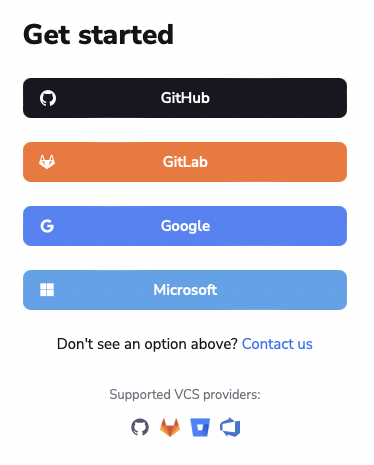 Get started
GitHub
GitLab
Google
Microsoft
Don't see an option above? Contact us
Supported VCS providers: